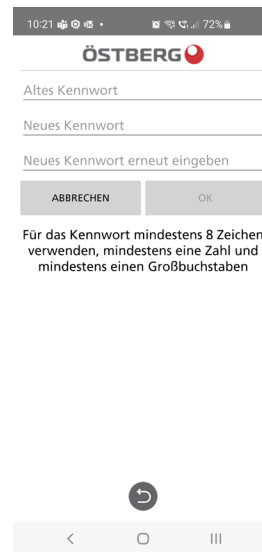 10:21 72%
ÖSTBERG
Altes Kennwort
Neues Kennwort
Neues Kennwort erneut eingeben
ABBRECHEN OK
Für das Kennwort mindestens 8 Zeichen
verwenden, mindestens eine Zahl und
mindestens einen Großbuchstaben